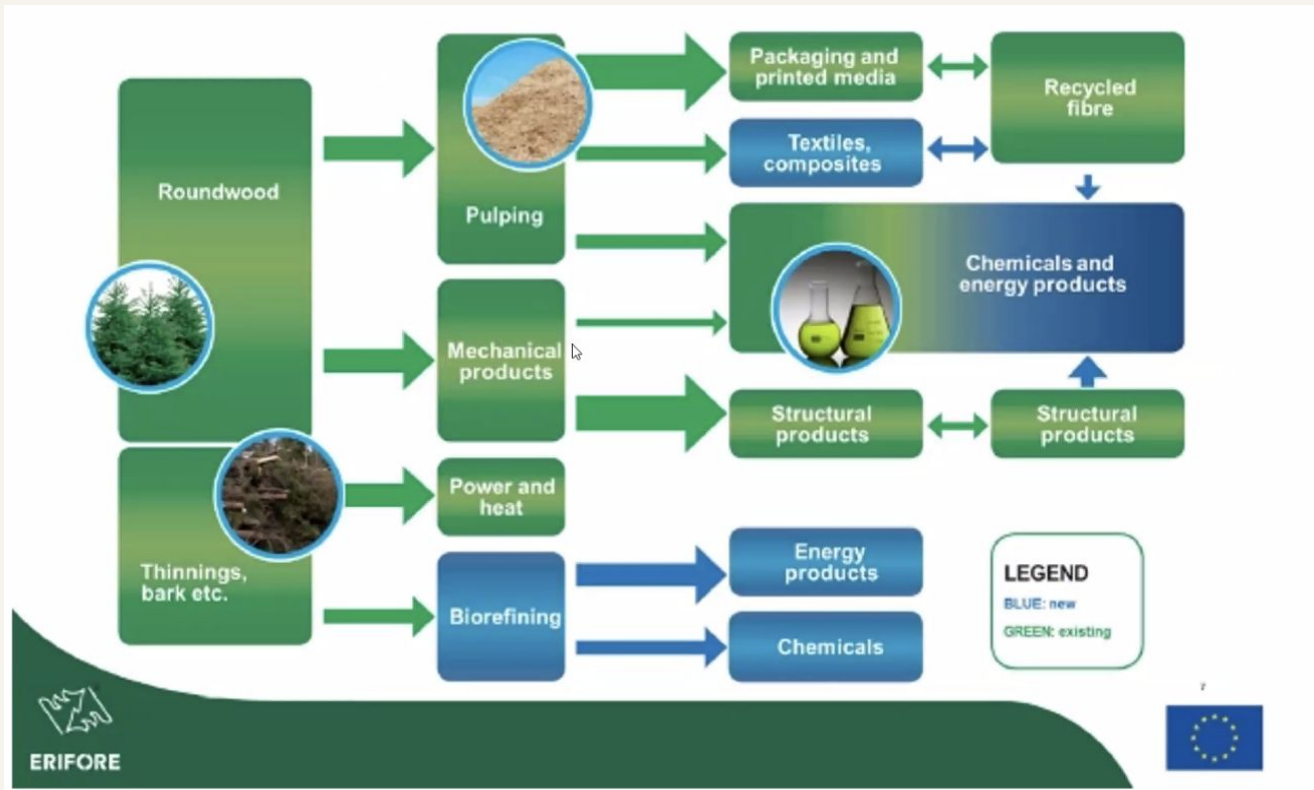 Roundwood
Thinnings,
bark etc.
Pulping
Mechanical
products
Power and
heat
Biorefining
Packaging and
printed media
Textiles,
composites
Recycled
fibre
Chemicals and
energy products
Structural
products
Structural
products
Energy
products
Chemicals
LEGEND
BLUE: new
GREEN: existing
ERIFORE